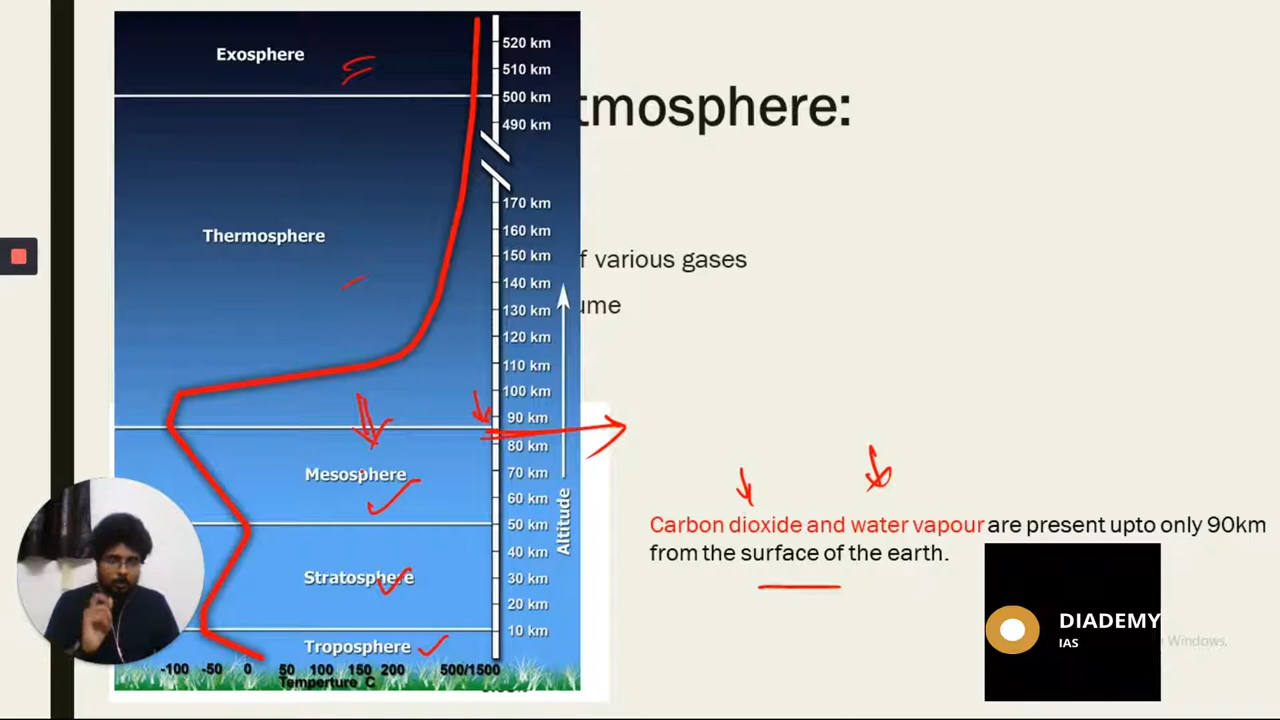 Exosphere
520 km
510 km
500 km
490 km
tmosphere:
170 km
Thermosphere
160 km
150 km
various gases
140 km
ume
130 km
120 km
110 km
100 km
90 km
80 km
Mesosphere
70 km
60 km
50 km
Altitude
Carbon dioxide and water vapour are present upto only 90km
from the surface of the earth.
40 km
Stratosphere
30 km
20 km
10 km
Troposphere
DIADEMY
IAS
Windows.
-100 -50 0 50 100 150 200 500/1500
Temperture C